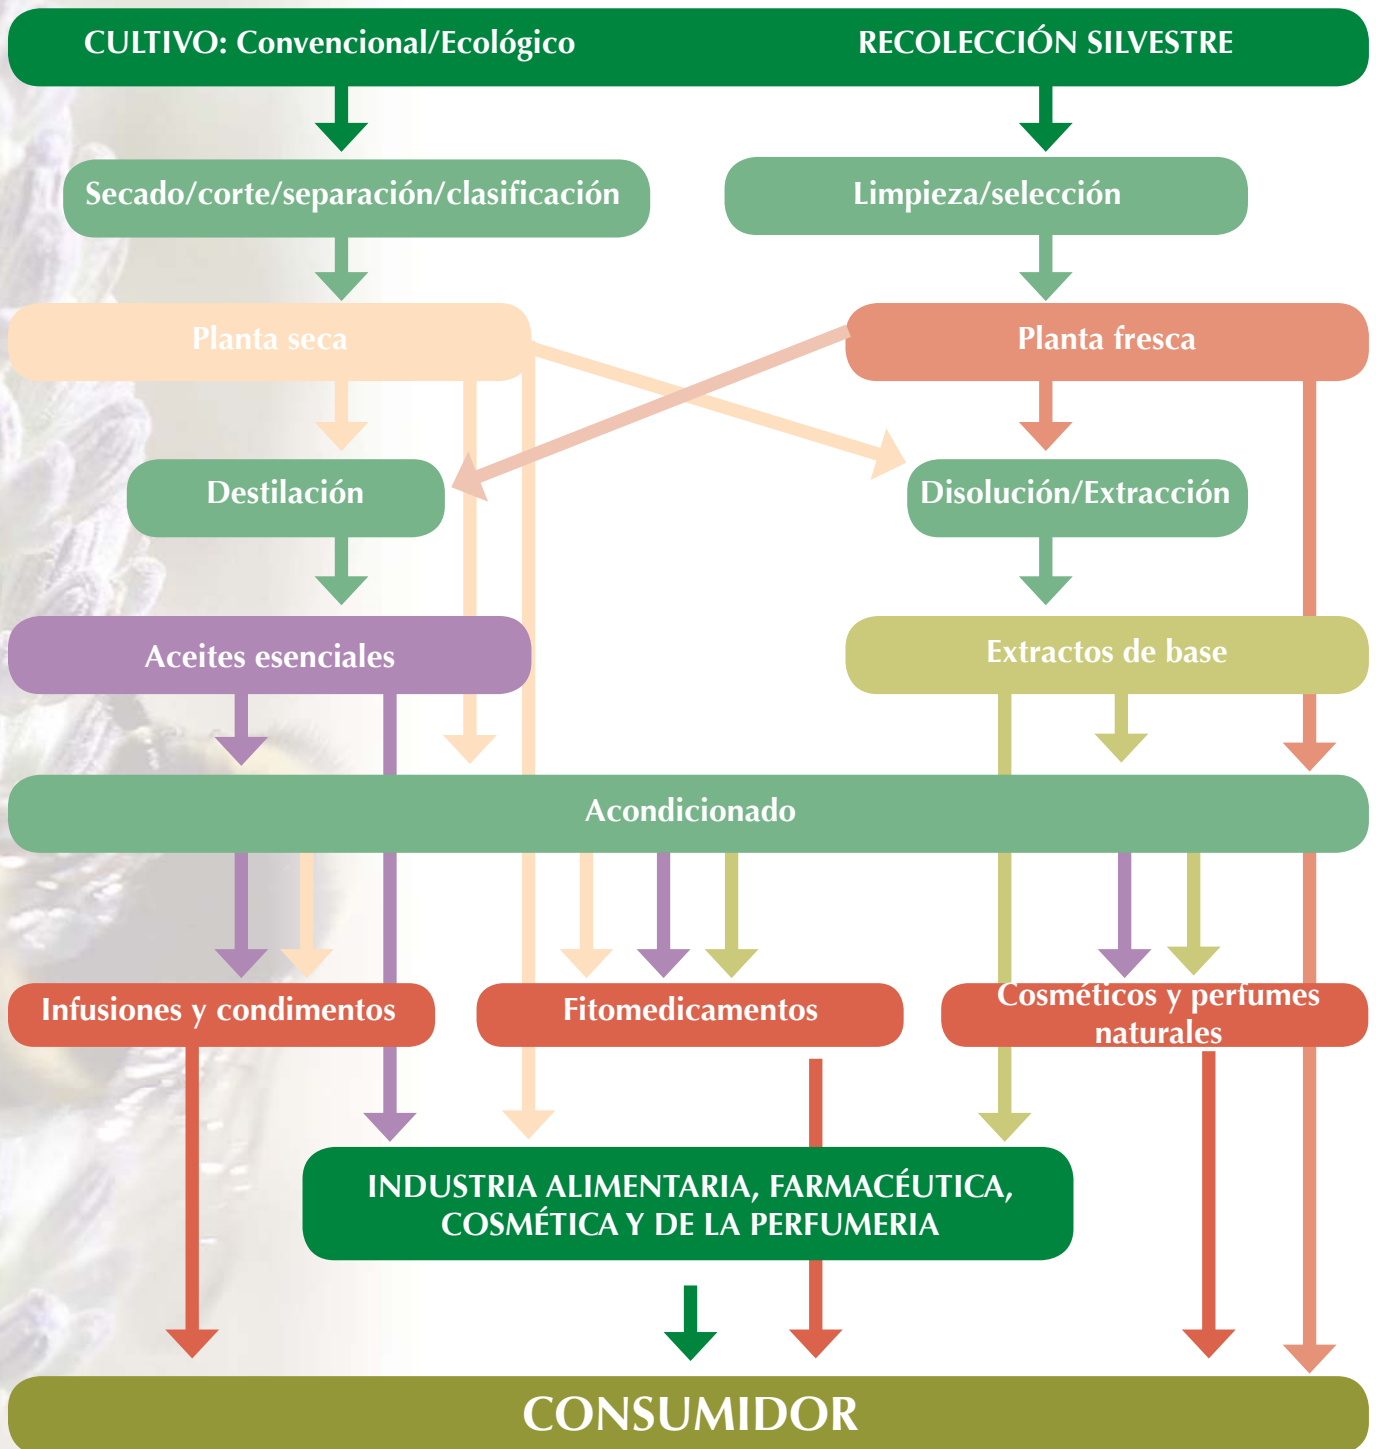 CULTIVO: Convencional/Ecológico
RECOLECCIÓN SILVESTRE
Secado/corte/separación/clasificación
Limpieza/selección
Planta seca
Planta fresca
Destilación
Disolución/Extracción
Aceites esenciales
Extractos de base
Acondicionado
Infusiones y condimentos
Fitomedicamentos
Cosméticos y perfumes
naturales
INDUSTRIA ALIMENTARIA, FARMACÉUTICA,
COSMÉTICA Y DE LA PERFUMERIA
CONSUMIDOR